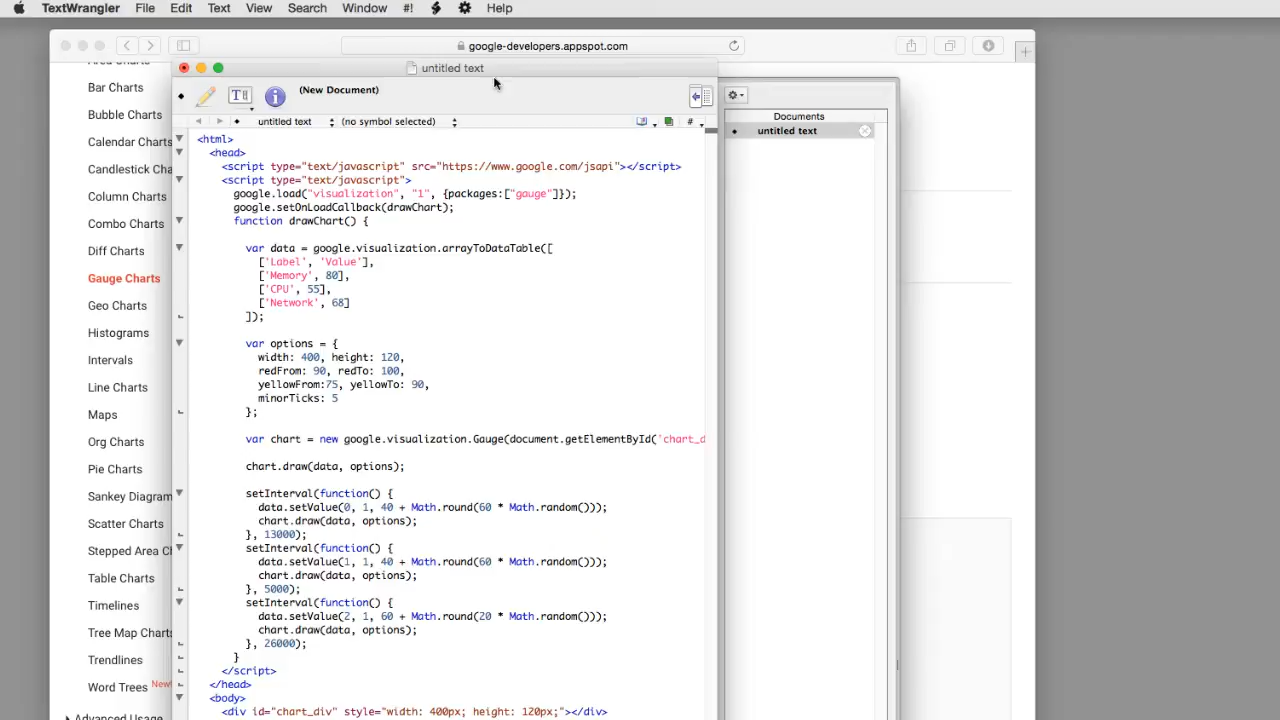 TextWrangler File Edit Text View Search Window #! Help
google-developers.appspot.com
untitled text
(New Document)
untitled text (no symbol selected) #
Documents
untitled text
Bar Charts
Bubble Charts
Calendar Charts
Candlestick Cha
Column Charts
Combo Charts
Diff Charts
Gauge Charts
Geo Charts
Histograms
Intervals
Line Charts
Maps
Org Charts
Pie Charts
Sankey Diagram
Scatter Charts
Stepped Area C
Table Charts
Timelines
Tree Map Charts
Trendlines
Word Trees New!
Advanced Usage
<html>
<head>
<script type="text/javascript" src="https://www.google.com/jsapi"></script>
<script type="text/javascript">
google.load("visualization", "1", {packages:["gauge"]});
google.setOnLoadCallback(drawChart);
function drawChart() {
var data = google.visualization.arrayToDataTable([
['Label', 'Value'],
['Memory', 80],
['CPU', 55],
['Network', 68]
]);
var options = {
width: 400, height: 120,
redFrom: 90, redTo: 100,
yellowFrom:75, yellowTo: 90,
minorTicks: 5
};
var chart = new google.visualization.Gauge(document.getElementById('chart_d
chart.draw(data, options);
setInterval(function() {
data.setValue(0, 1, 40 + Math.round(60 * Math.random()));
chart.draw(data, options);
}, 13000);
setInterval(function() {
data.setValue(1, 1, 40 + Math.round(60 * Math.random()));
chart.draw(data, options);
}, 5000);
setInterval(function() {
data.setValue(2, 1, 60 + Math.round(20 * Math.random()));
chart.draw(data, options);
}, 26000);
}
</script>
</head>
<body>
<div id="chart_div" style="width: 400px; height: 120px;"></div>